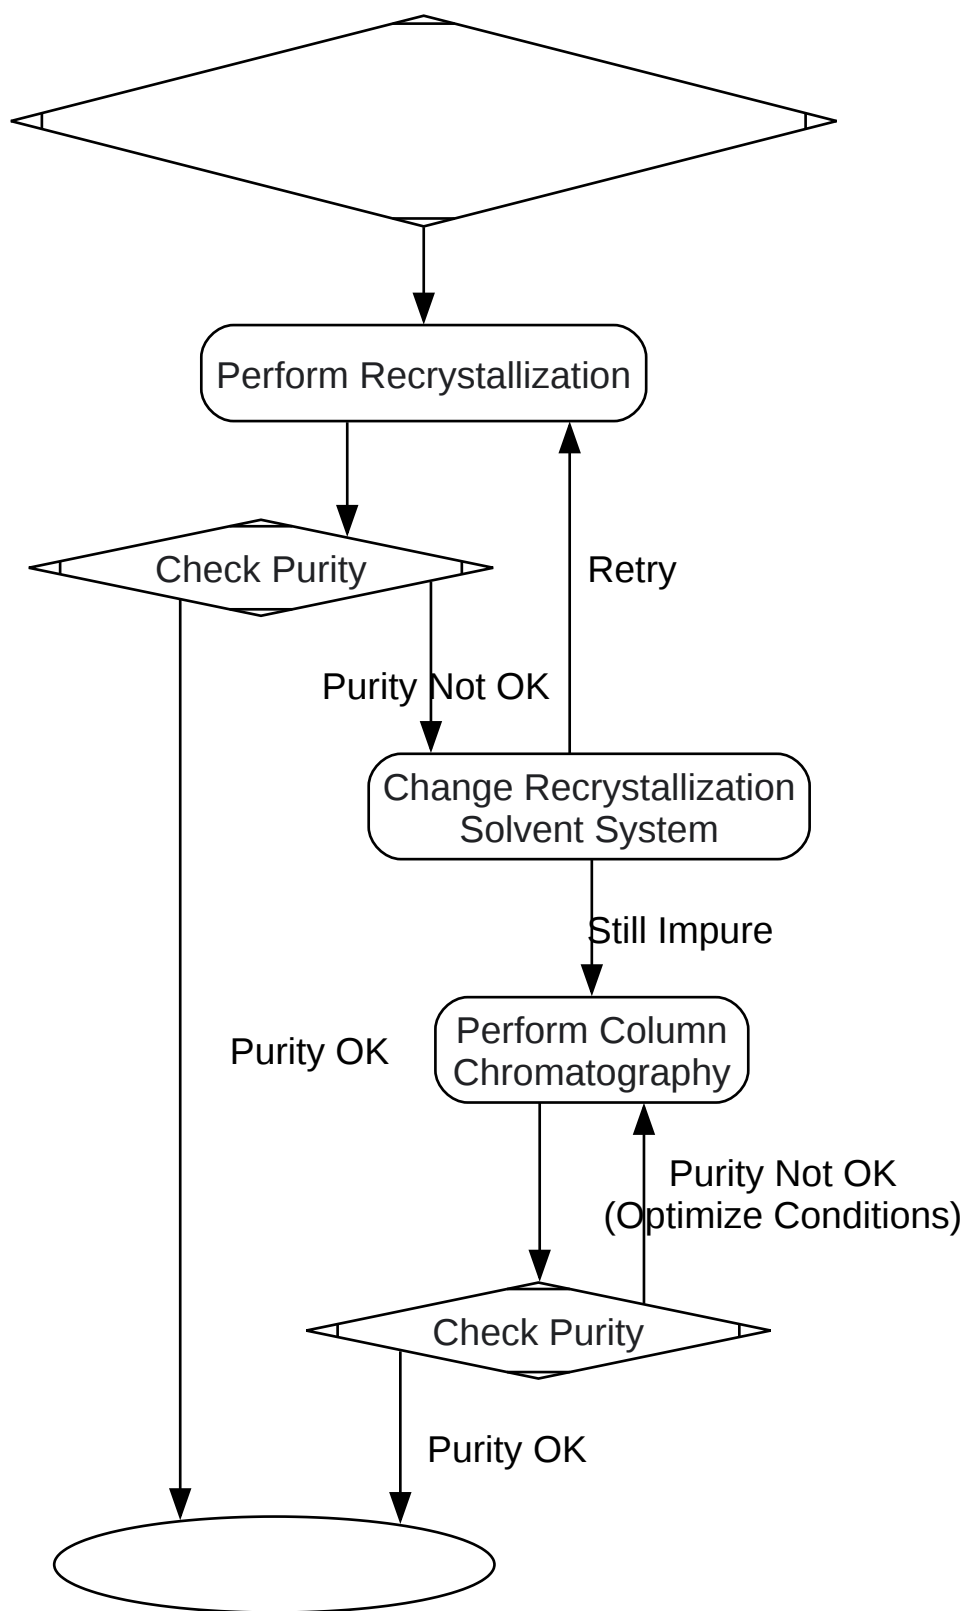 Perform Recrystallization
Check Purity
Retry
Purity Not OK
Change Recrystallization
Solvent System
Still Impure
Perform Column
Chromatography
Purity OK
Purity Not OK
(Optimize Conditions)
Check Purity
Purity OK